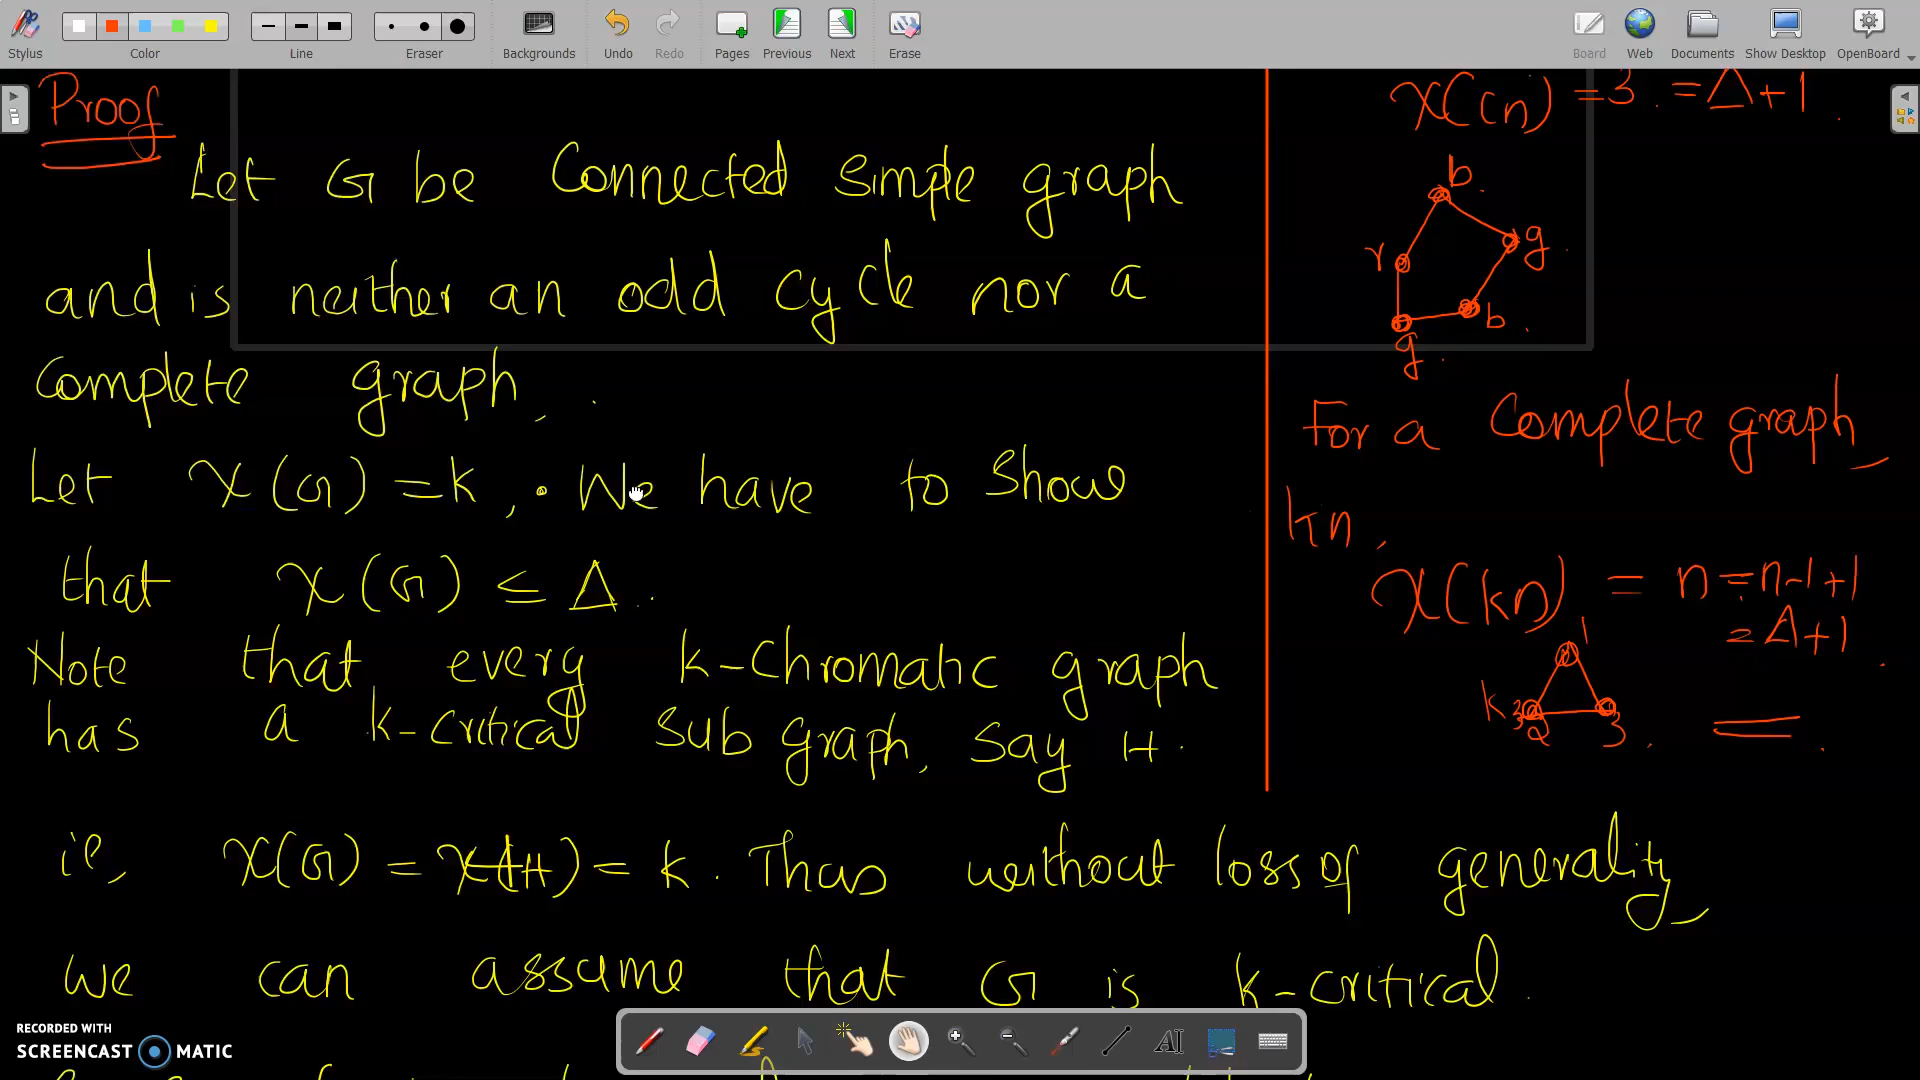 Stylus Color Line Eraser Backgrounds Undo Redo Pages Previous Next Erase Board Web Documents Show Desktop OpenBoard
Proof
Let G be Connected simple graph
and is neither an odd cycle nor a
Complete graph.
Let χ(G) = k, . We have to Show
that χ(G) ≤ Δ.
Note that every k-Chromatic graph
has a k-critical Sub graph, say H.
ie, χ(G) = χ(H) = k. Thus without loss of generality
we can assume that G is k-critical.
χ(Cn) = 3. = Δ+1.
b.
r g.
b.
g.
For a Complete graph
kn,
χ(kn) = n = n-1+1
= Δ+1.
1
k3
2 3.
RECORDED WITH
SCREENCAST MATIC